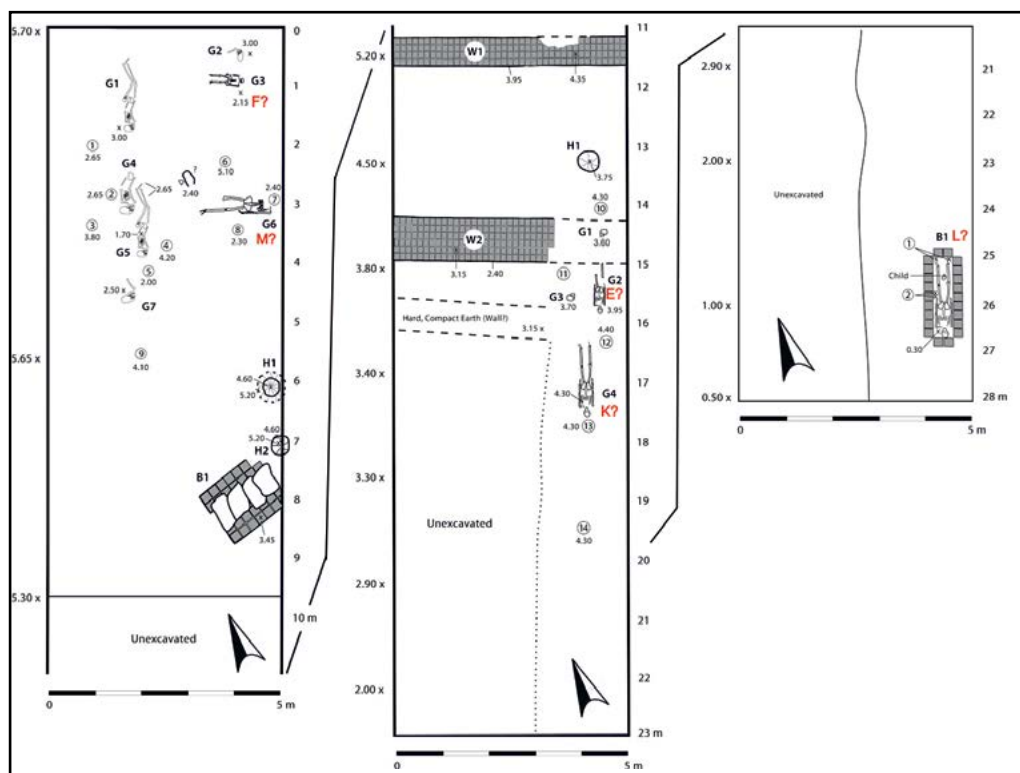 5.70 x
0
G2
3.00
x
G1
G3
1
x
2.15
F?
x
3.00
①
2.65
2
⑥
5.10
G4
2.65
②
2.65
?
2.40
2.40
⑦
3
③
3.80
1.70
G6
⑧
2.30
M?
G5
④
4.20
4
⑤
2.00
2.50 x
G7
5
5.65 x
⑨
4.30
H1
4.60
5.20
6
4.60
5.20
H2
7
B1
8
3.45
9
5.30 x
10 m
Unexcavated
0
5 m
11
5.20 x
W1
3.95
4.35
12
H1
13
4.50 x
3.75
4.30
⑩
14
W2
G1
3.60
3.80 x
3.15
2.40
15
⑪
G2
E?
G3
3.70
3.95
Hard, Compact Earth (Wall?)
3.15 x
4.40
⑫
16
3.40 x
17
4.30
G4
K?
4.30
⑬
18
3.30 x
19
Unexcavated
⑭
4.30
20
2.90 x
21
22
2.00 x
23 m
0
5 m
2.90 x
21
22
2.00 x
23
Unexcavated
24
①
B1
L?
25
Child
②
1.00 x
26
0.30
27
0.50 x
28 m
0
5 m